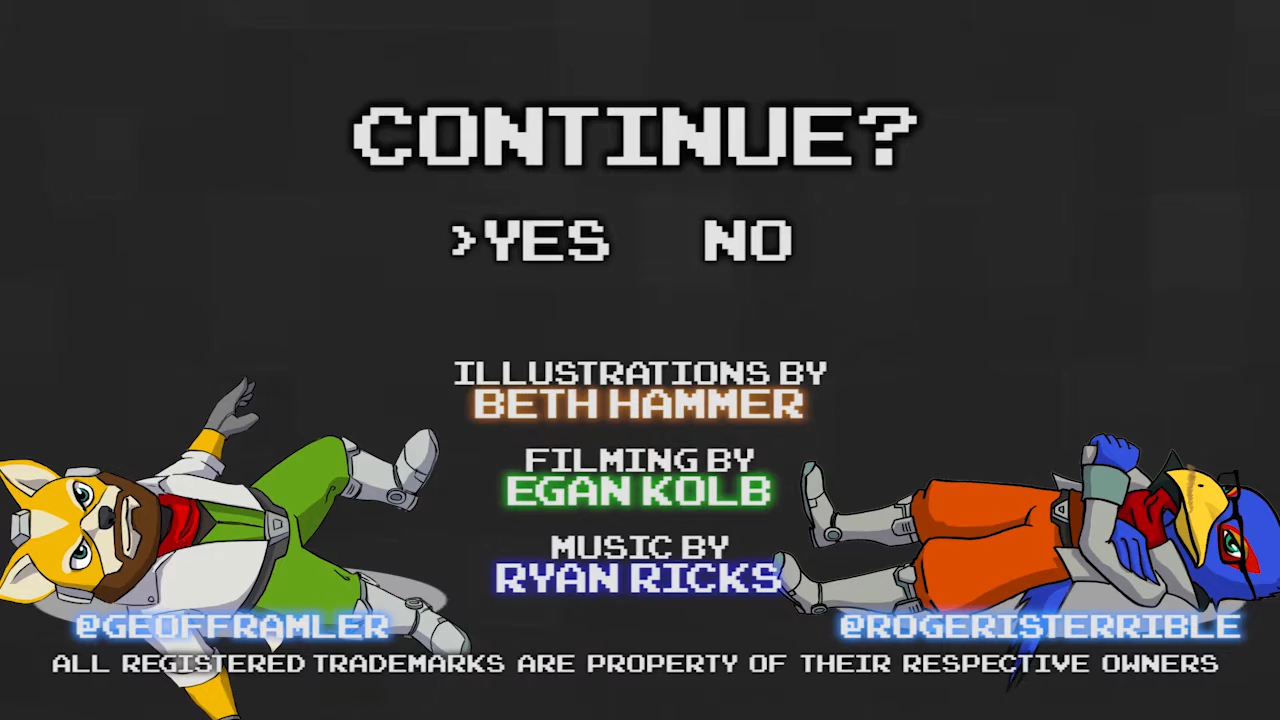 CONTINUE?
>YES NO
ILLUSTRATIONS BY
BETH HAMMER
FILMING BY
EGAN KOLB
MUSIC BY
RYAN RICKS
@GEOFFRAMLER
@ROGERISTERRIBLE
ALL REGISTERED TRADEMARKS ARE PROPERTY OF THEIR RESPECTIVE OWNERS